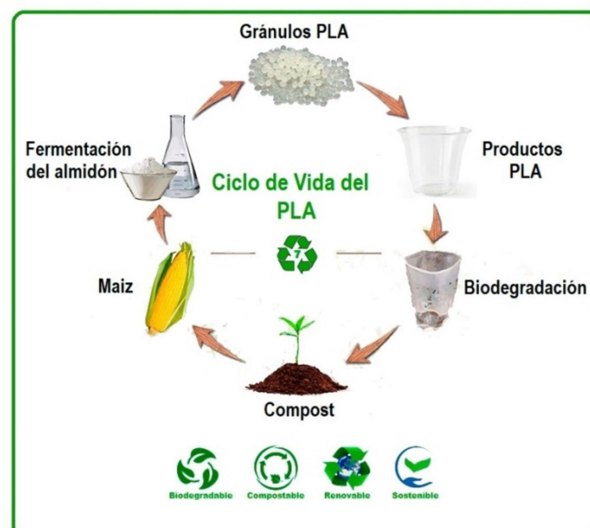 Gránulos PLA
Fermentación
del almidón
Ciclo de Vida del
PLA
Productos
PLA
7
Maiz
Biodegradación
Compost
Biodegradable
Compostable
Renovable
Sostenible